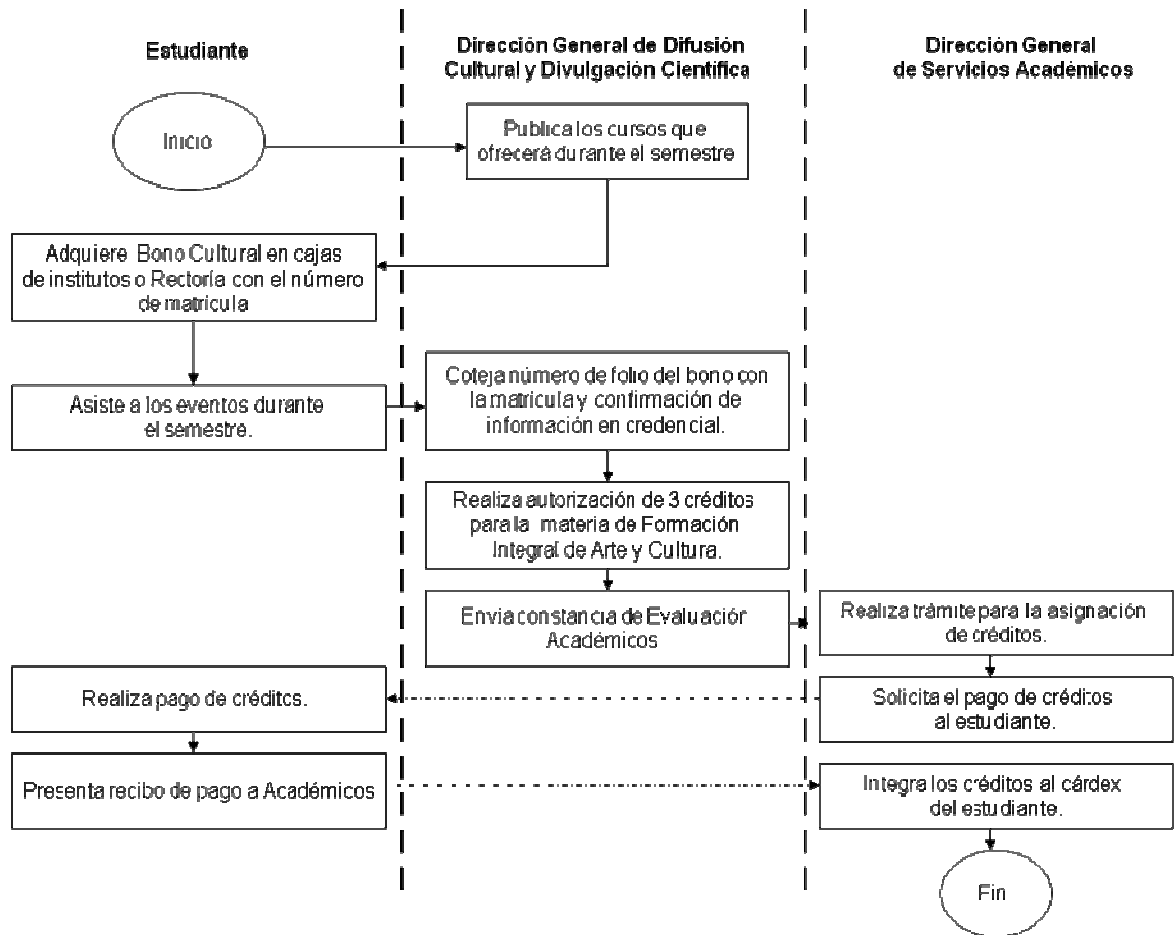 Estudiante
Dirección General de Difusión
Cultural y Divulgación Científica
Dirección General
de Servicios Académicos
Inicio
Publica los cursos que
ofrecerá durante el semestre
Adquiere Bono Cultural en cajas
de institutos o Rectoría con el número
de matrícula
Asiste a los eventos durante
el semestre.
Coteja número de folio del bono con
la matrícula y confirmación de
información en credencial.
Realiza autorización de 3 créditos
para la materia de Formación
Integral de Arte y Cultura.
Envia constancia de Evaluación
Académicos
Realiza trámite para la asignación
de créditos.
Solicita el pago de créditos
al estudiante.
Realiza pago de créditos.
Presenta recibo de pago a Académicos
Integra los créditos al cárdex
del estudiante.
Fin